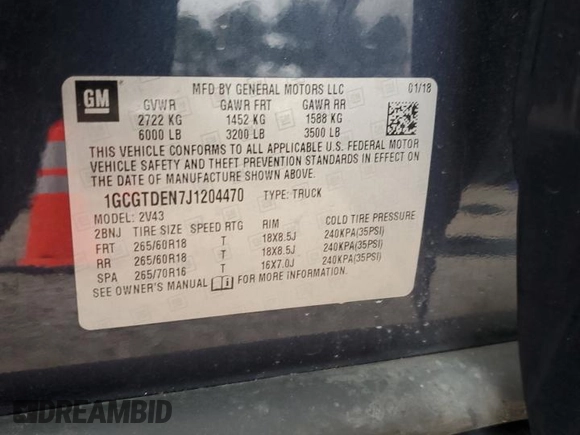 GM
MFD BY GENERAL MOTORS LLC 01/18
GVWR GAWR FRT GAWR RR
2722 KG 1452 KG 1588 KG
6000 LB 3200 LB 3500 LB
THIS VEHICLE CONFORMS TO ALL APPLICABLE U.S. FEDERAL MOTOR
VEHICLE SAFETY AND THEFT PREVENTION STANDARDS IN EFFECT ON
THE DATE OF MANUFACTURE SHOWN ABOVE.
1GCGTDEN7J1204470 TYPE: TRUCK
MODEL: 2V43
2BNJ TIRE SIZE SPEED RTG RIM COLD TIRE PRESSURE
FRT 265/60R18 T 18X8.5J 240KPA(35PSI)
RR 265/60R18 T 18X8.5J 240KPA(35PSI)
SPA 265/70R16 T 16X7.0J 240KPA(35PSI)
SEE OWNER'S MANUAL FOR MORE INFORMATION.
DREAMBID